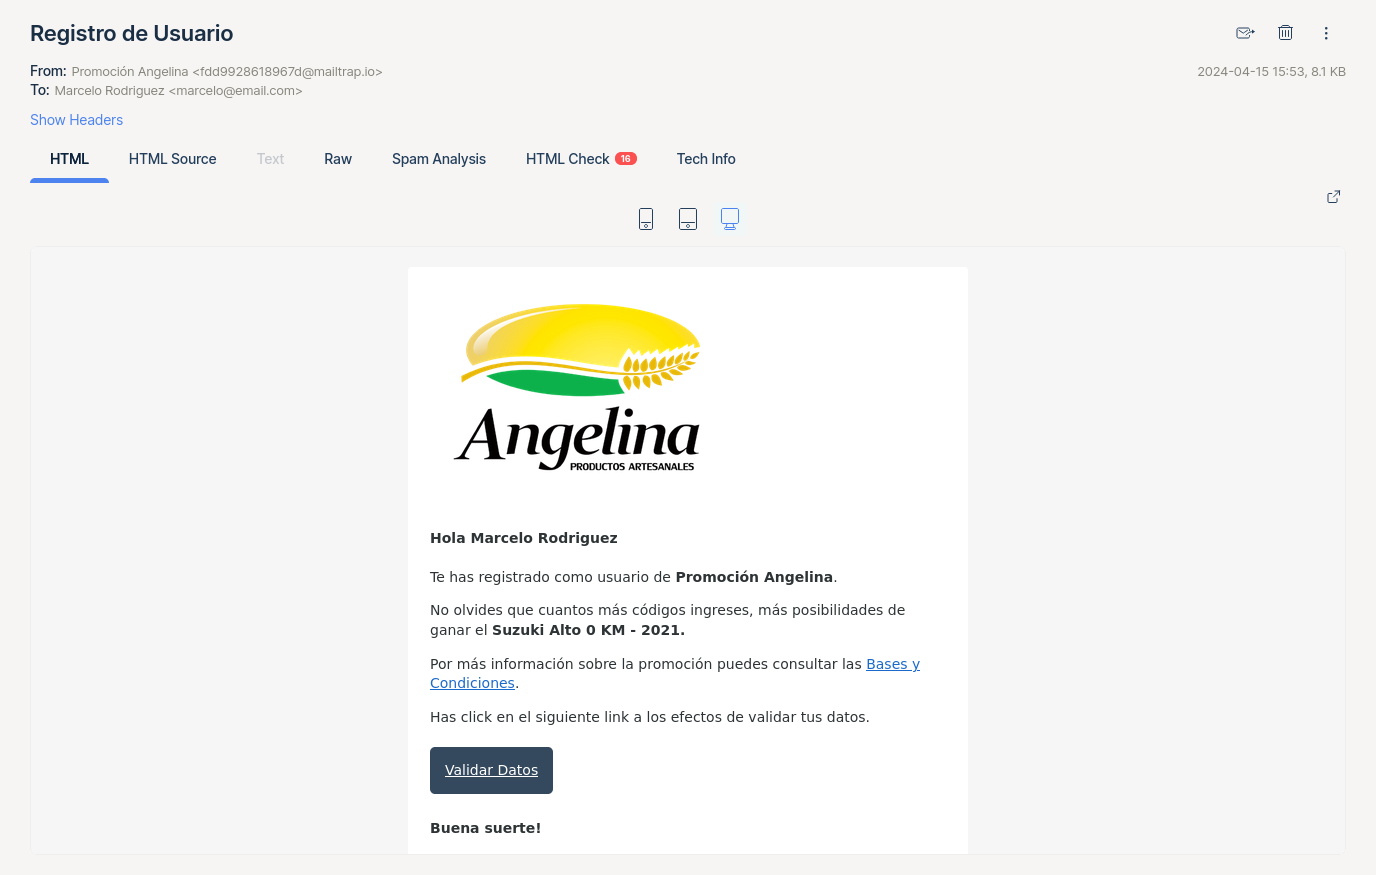 Registro de Usuario
From: Promoción Angelina <fdd9928618967d@mailtrap.io>
2024-04-15 15:53, 8.1 KB
To: Marcelo Rodriguez <marcelo@email.com>
Show Headers
HTML HTML Source Text Raw Spam Analysis HTML Check 16 Tech Info
Angelina
PRODUCTOS ARTESANALES
Hola Marcelo Rodriguez
Te has registrado como usuario de Promoción Angelina.
No olvides que cuantos más códigos ingreses, más posibilidades de
ganar el Suzuki Alto 0 KM - 2021.
Por más información sobre la promoción puedes consultar las Bases y
Condiciones.
Has click en el siguiente link a los efectos de validar tus datos.
Validar Datos
Buena suerte!